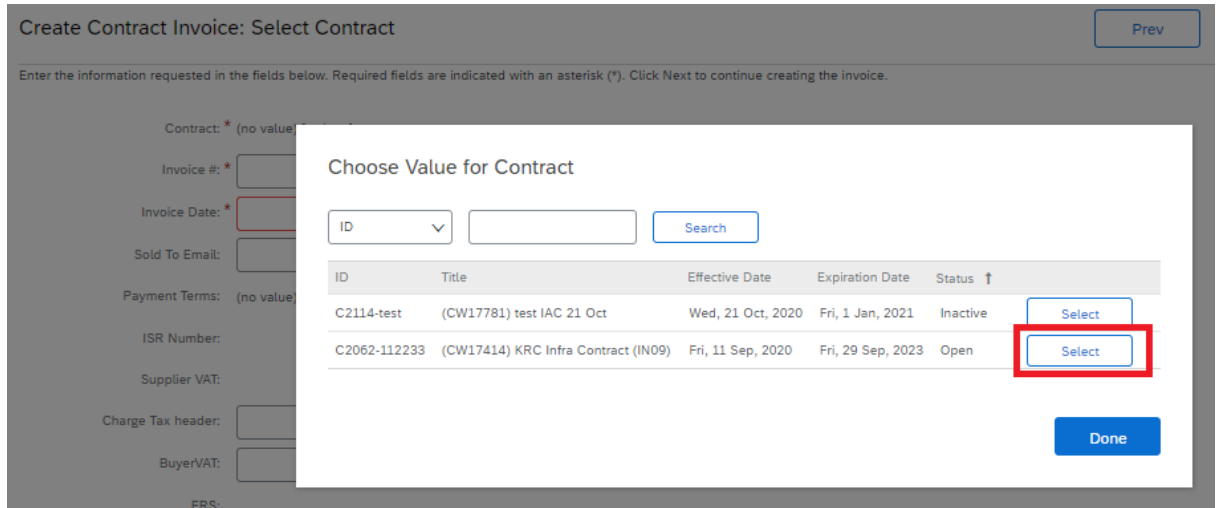 Create Contract Invoice: Select Contract
Prev
Enter the information requested in the fields below. Required fields are indicated with an asterisk (*). Click Next to continue creating the invoice.
Contract: * (no value)
Invoice #: *
Invoice Date: *
Sold To Email:
Payment Terms: (no value)
ISR Number:
Supplier VAT:
Charge Tax header:
BuyerVAT:
ERS:
Choose Value for Contract
ID
Search
ID Title Effective Date Expiration Date Status ↑
C2114-test (CW17781) test IAC 21 Oct Wed, 21 Oct, 2020 Fri, 1 Jan, 2021 Inactive Select
C2062-112233 (CW17414) KRC Infra Contract (IN09) Fri, 11 Sep, 2020 Fri, 29 Sep, 2023 Open Select
Done